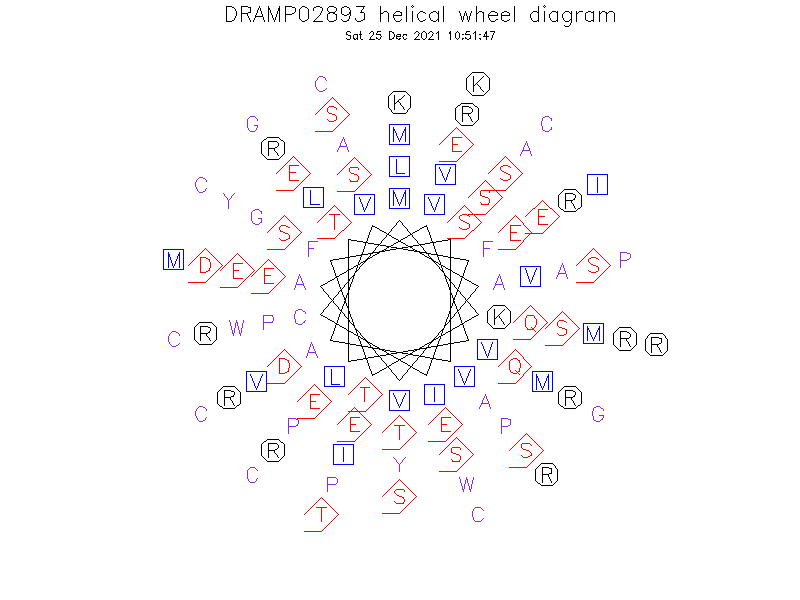 DRAMP02893 helical wheel diagram
Sat 25 Dec 2021 10:51:47
C K
K
S R
G C
M
R A E A
L
E S V S
C I
Y L V M V S R
G T S E
S E
F F
M D E E A A V A S P
C R W P C K Q S M R R
A V
D Q
V L V M
R E T V I A R
C G
P E T E P
R I S S
Y
C R
P W
S
T C